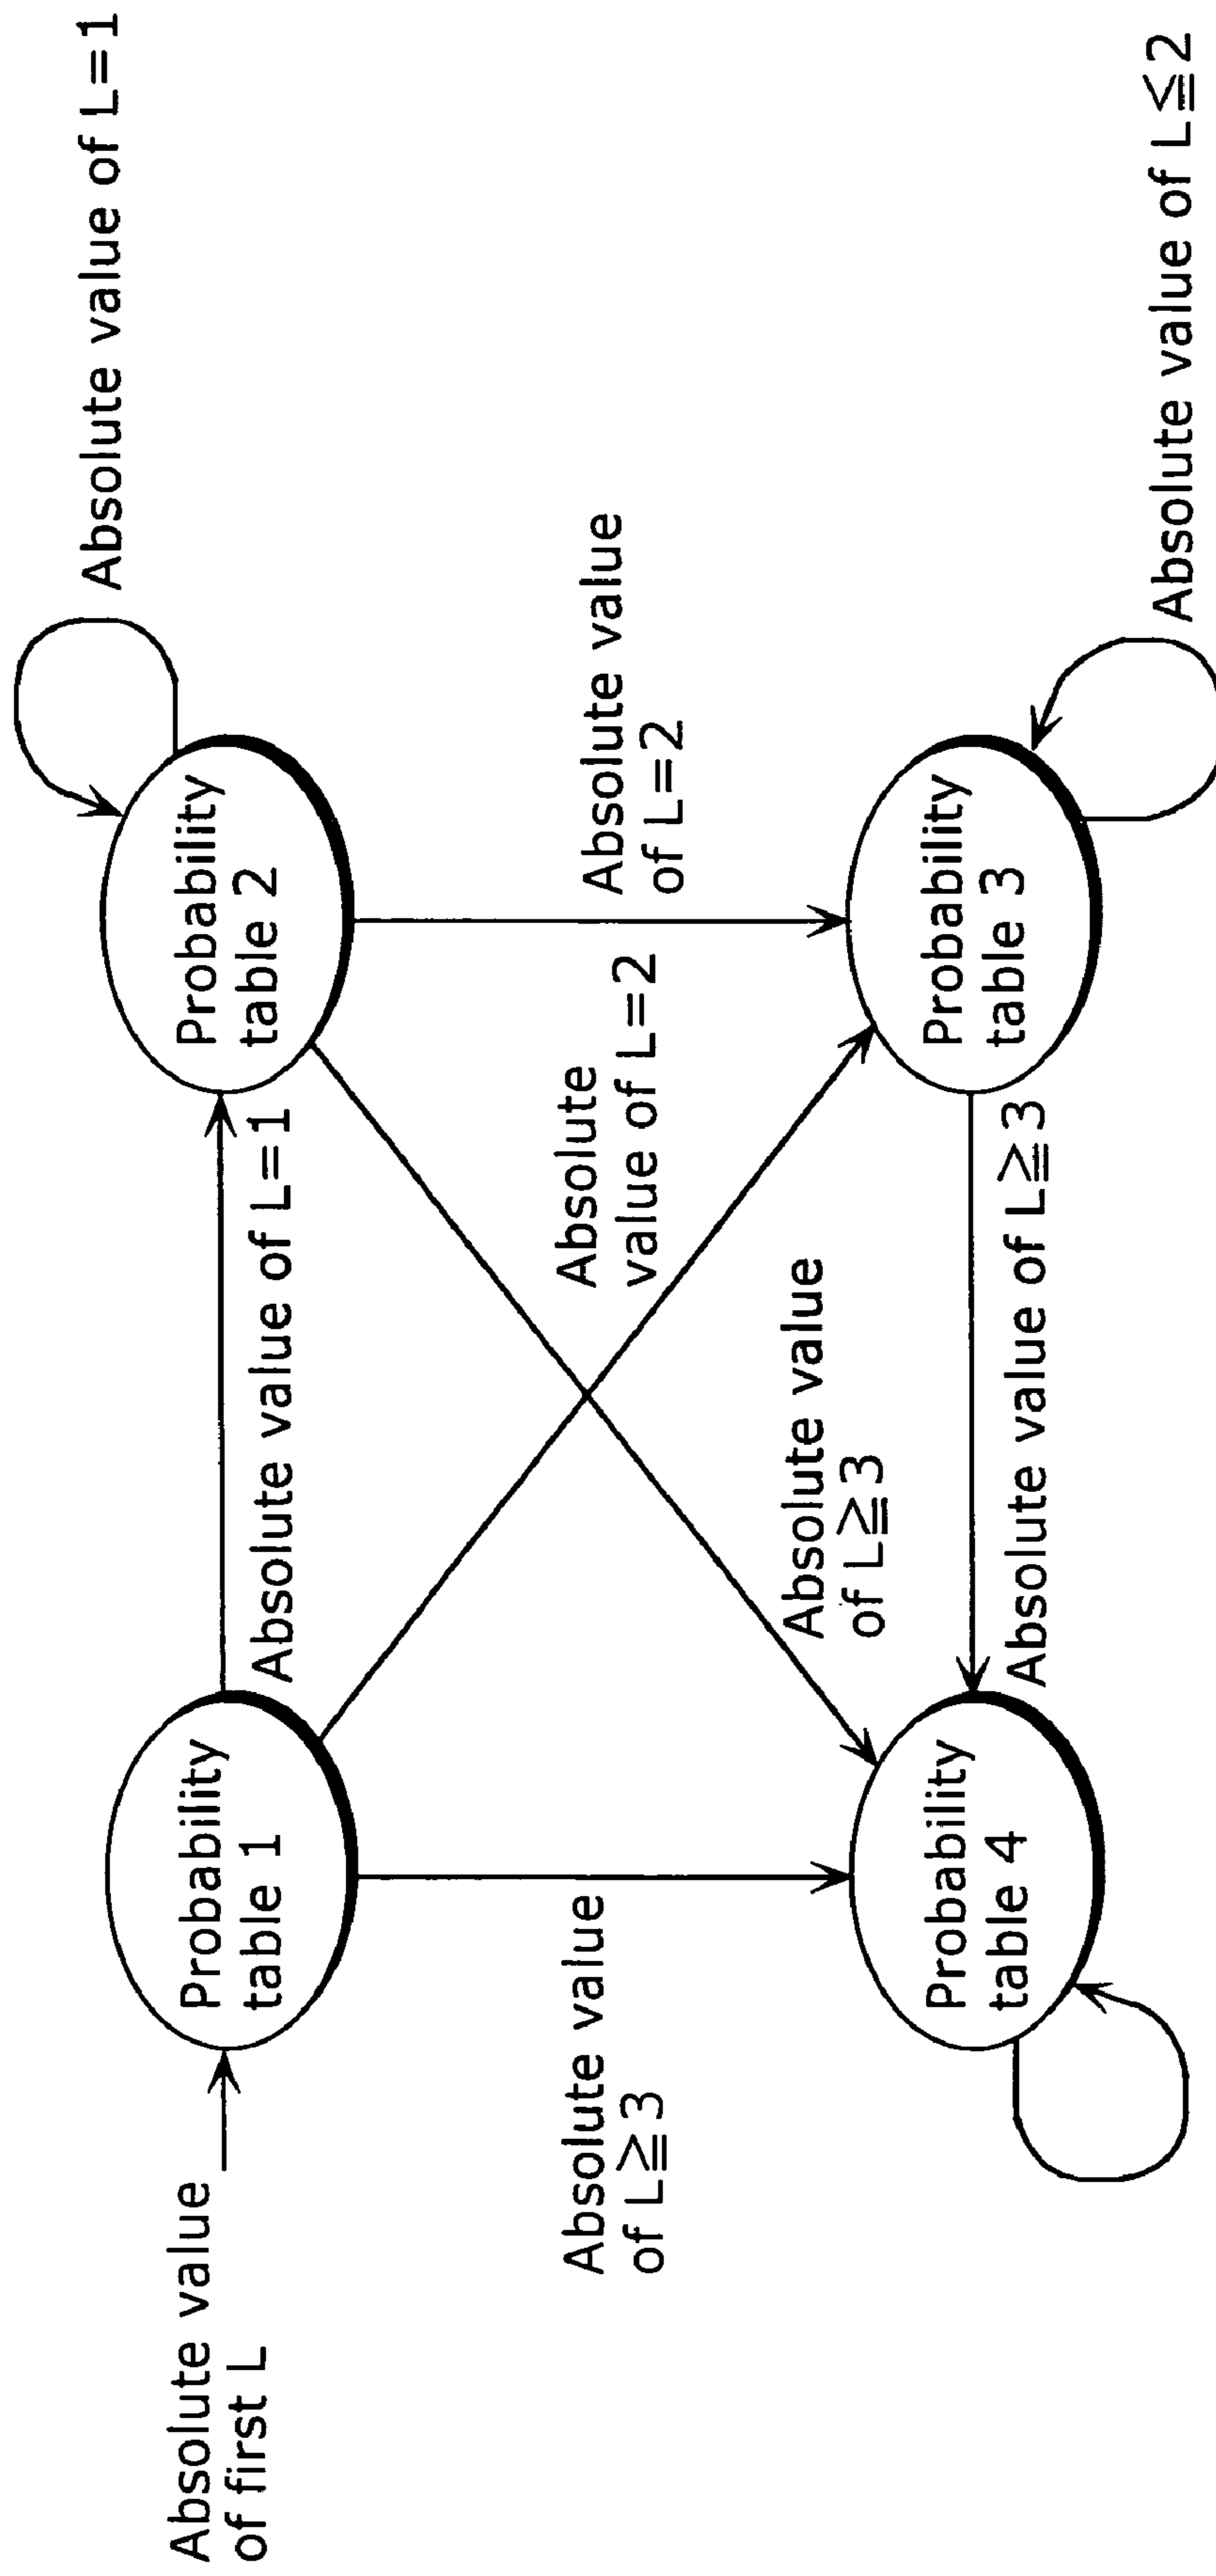 Absolute value
of first L
Probability
table 1
Absolute value of L=1
Probability
table 2
Absolute value of L=1
Absolute value
of L≧3
Absolute
value of L=2
Absolute value
of L=2
Absolute value
of L≧3
Probability
table 4
Absolute value of L≧3
Probability
table 3
Absolute value of L≦2